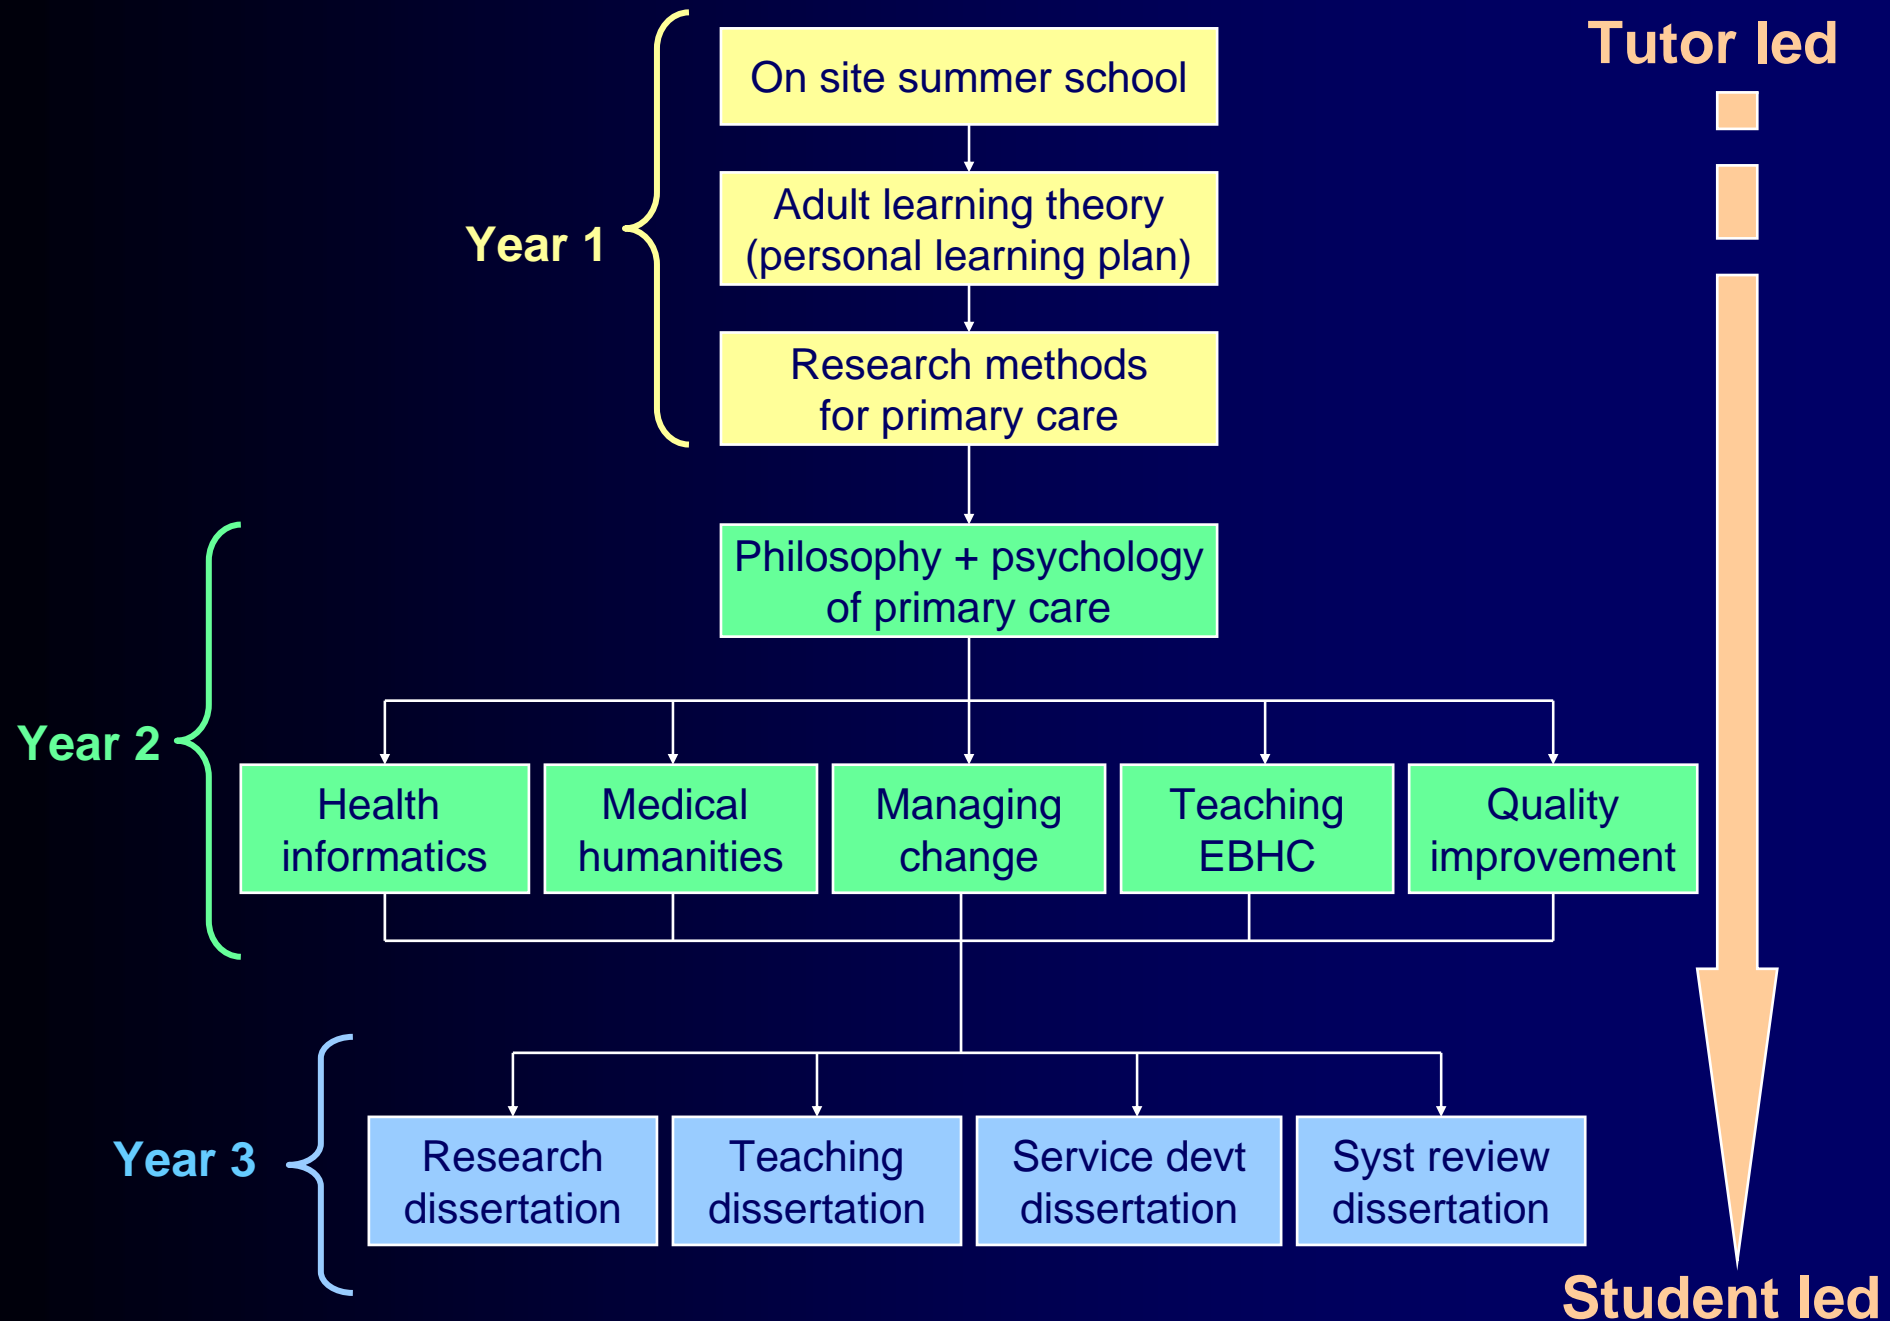 Tutor led
On site summer school
Year 1
Adult learning theory
(personal learning plan)
Research methods
for primary care
Philosophy + psychology
of primary care
Year 2
Health
informatics
Medical
humanities
Managing
change
Teaching
EBHC
Quality
improvement
Year 3
Research
dissertation
Teaching
dissertation
Service devt
dissertation
Syst review
dissertation
Student led